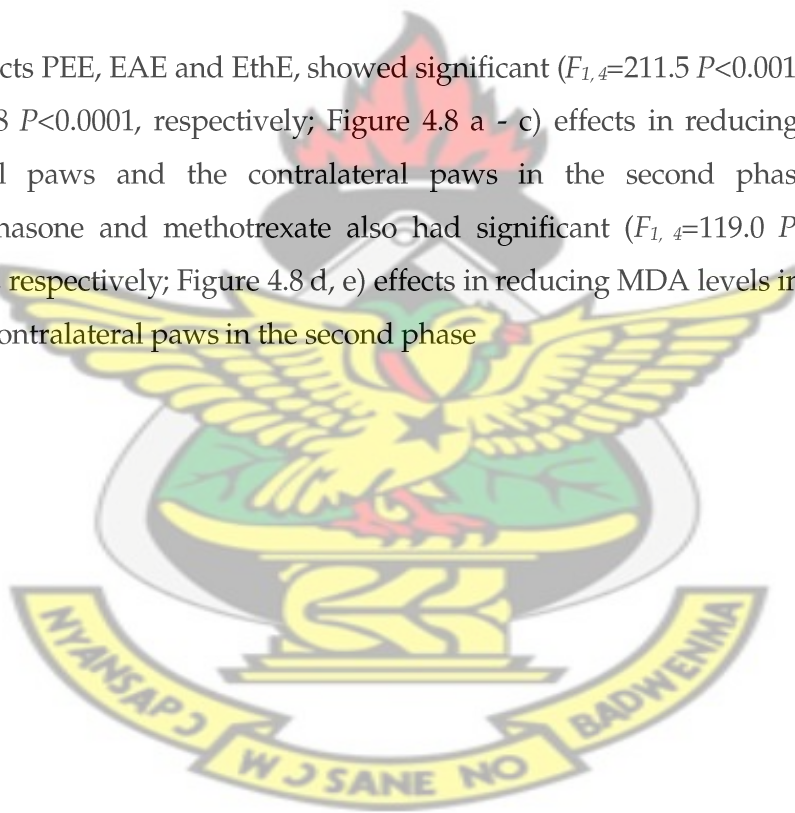 cts PEE, EAE and EthE, showed significant (F1, 4=211.5 P<0.001
8 P<0.0001, respectively; Figure 4.8 a - c) effects in reducing
l paws and the contralateral paws in the second phas
nasone and methotrexate also had significant (F1, 4=119.0 P
respectively; Figure 4.8 d, e) effects in reducing MDA levels in
ontralateral paws in the second phase
NYANSAPƆ
WƆSANE NO
BADWENMA